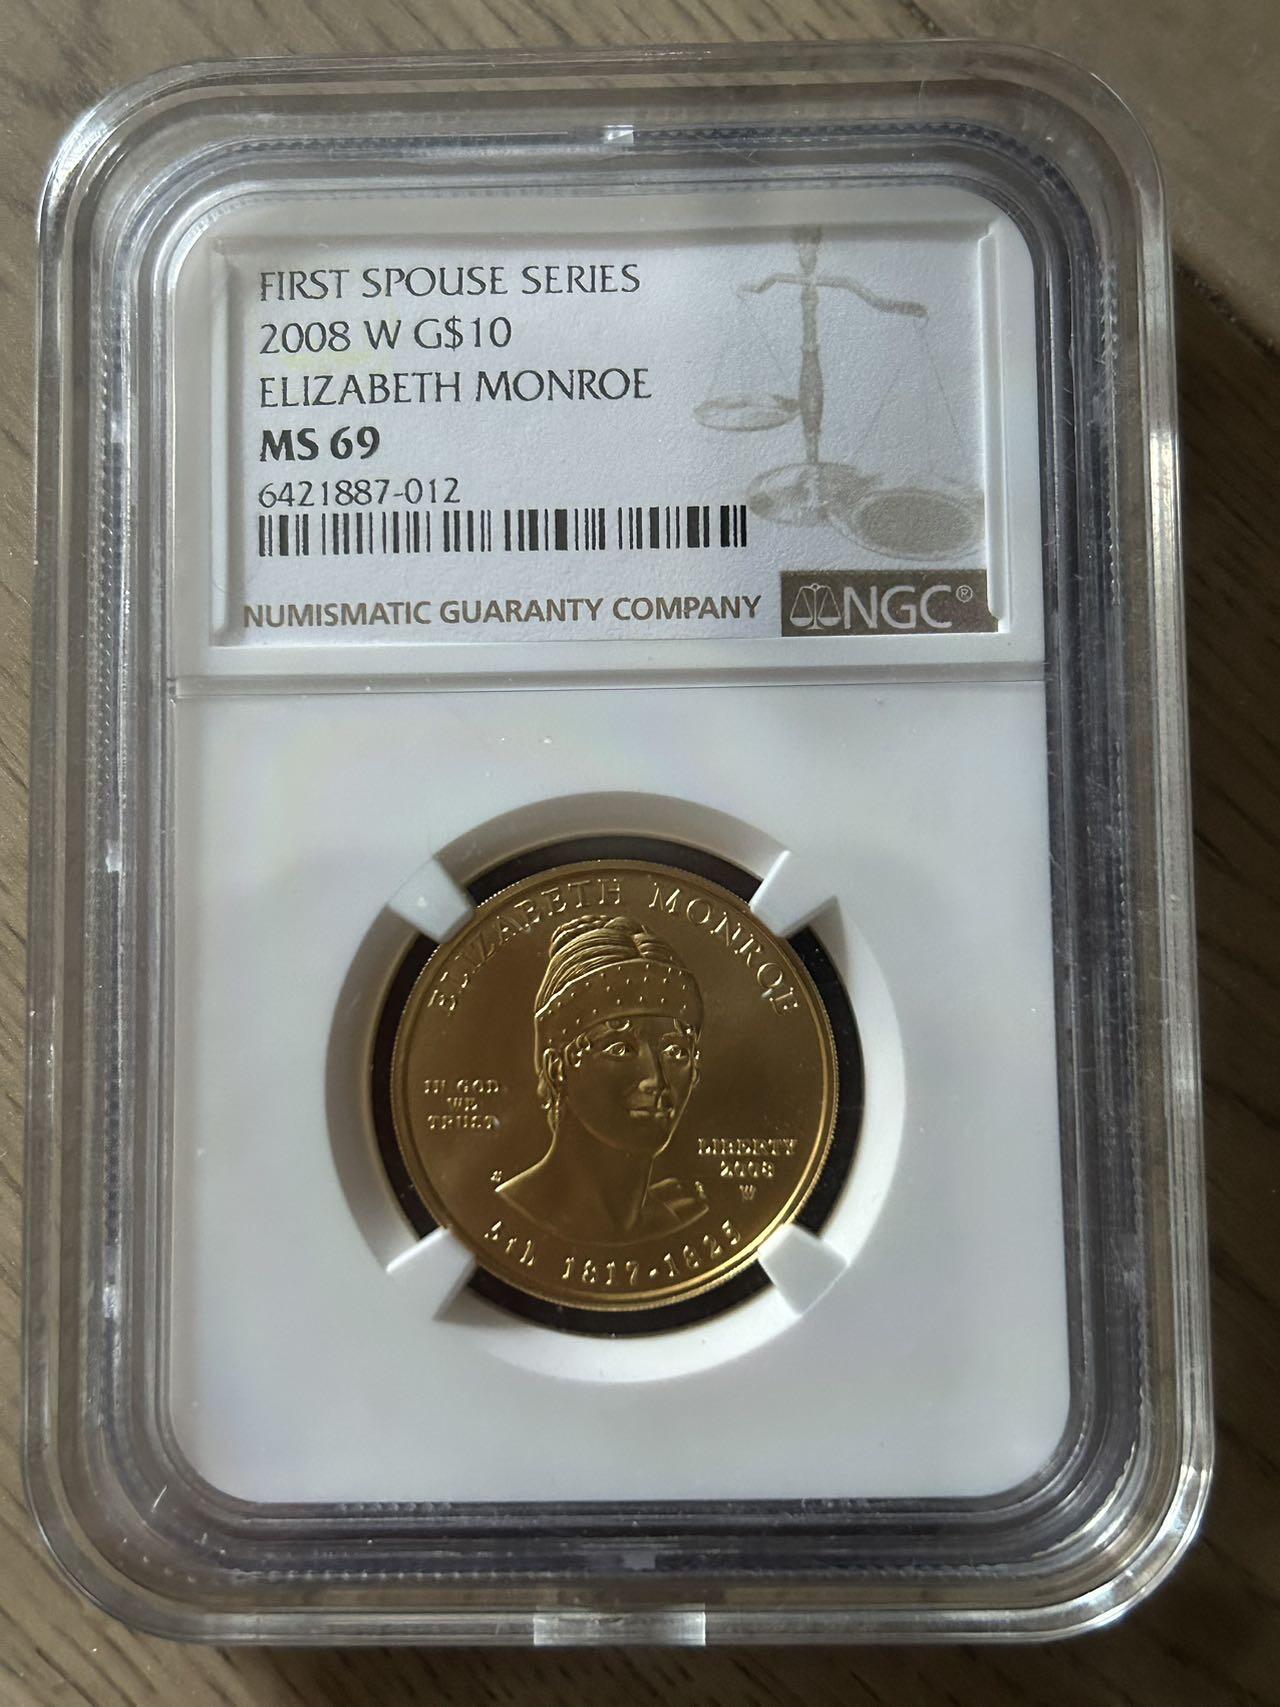 FIRST SPOUSE SERIES
2008 W G$10
ELIZABETH MONROE
MS 69
6421887-012
NUMISMATIC GUARANTY COMPANY
NGC®
ELIZABETH MONROE
IN GOD
WE
TRUST
LIBERTY
2008
W
5th 1817-1825